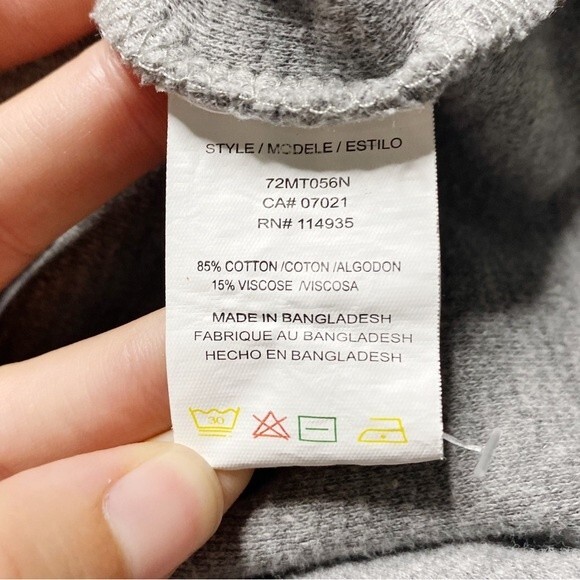 STYLE / MODELE / ESTILO
72MT056N
CA# 07021
RN# 114935
85% COTTON /COTON /ALGODON
15% VISCOSE /VISCOSA
MADE IN BANGLADESH
FABRIQUE AU BANGLADESH
HECHO EN BANGLADESH
30